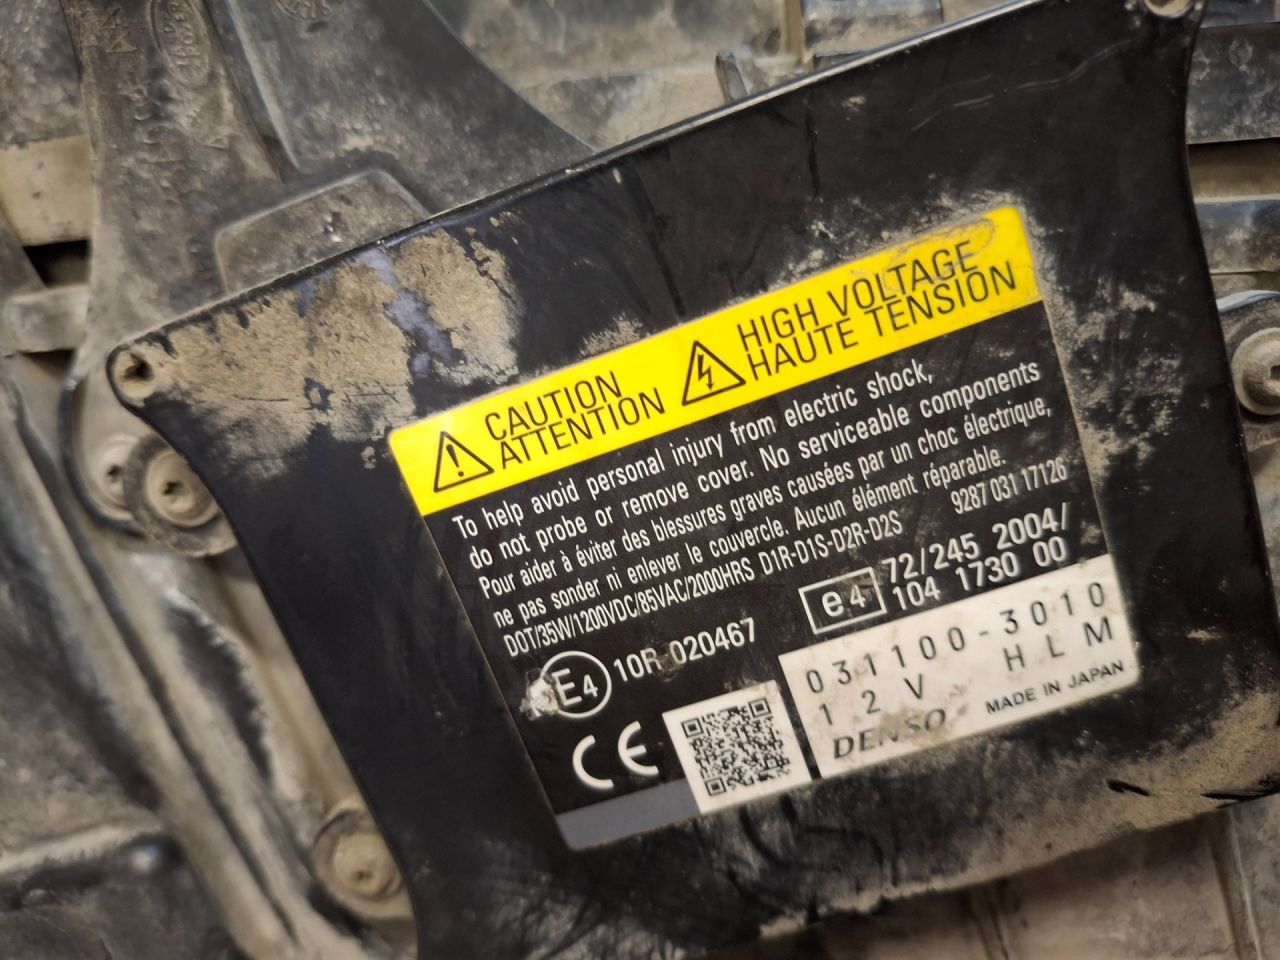 CAUTION
ATTENTION
HIGH VOLTAGE
HAUTE TENSION
To help avoid personal injury from electric shock,
do not probe or remove cover. No serviceable components
Pour aider à éviter des blessures graves causées par un choc électrique,
ne pas sonder ni enlever le couvercle. Aucun élément réparable.
DOT/35W/1200VDC/85VAC/2000HRS D1R-D1S-D2R-D2S 9287 031 17126
E4 10R 020467
e4 72/245 2004/
104 1730 00
031100-3010
12V HLM
DENSO MADE IN JAPAN
CE